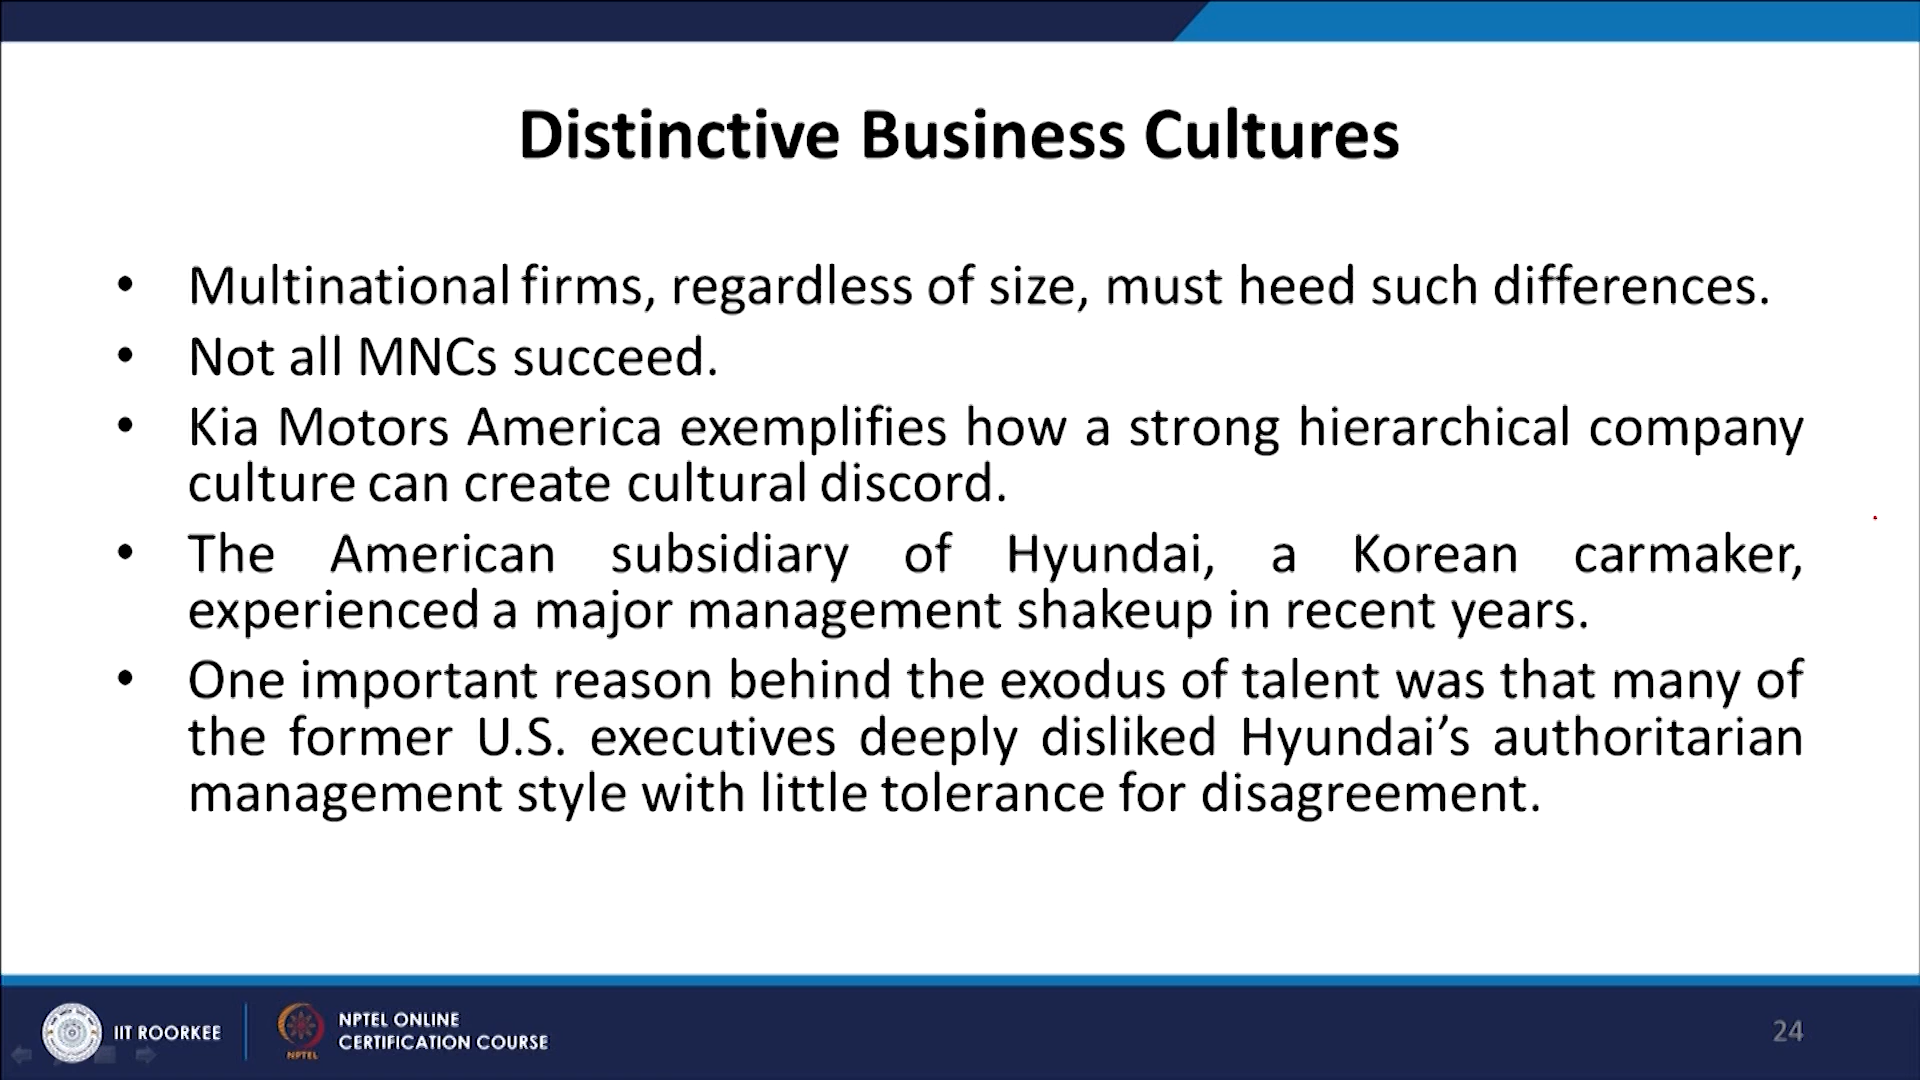 Distinctive Business Cultures
• Multinational firms, regardless of size, must heed such differences.
• Not all MNCs succeed.
• Kia Motors America exemplifies how a strong hierarchical company
culture can create cultural discord.
• The American subsidiary of Hyundai, a Korean carmaker,
experienced a major management shakeup in recent years.
• One important reason behind the exodus of talent was that many of
the former U.S. executives deeply disliked Hyundai’s authoritarian
management style with little tolerance for disagreement.
IIT ROORKEE
NPTEL
NPTEL ONLINE
CERTIFICATION COURSE
24